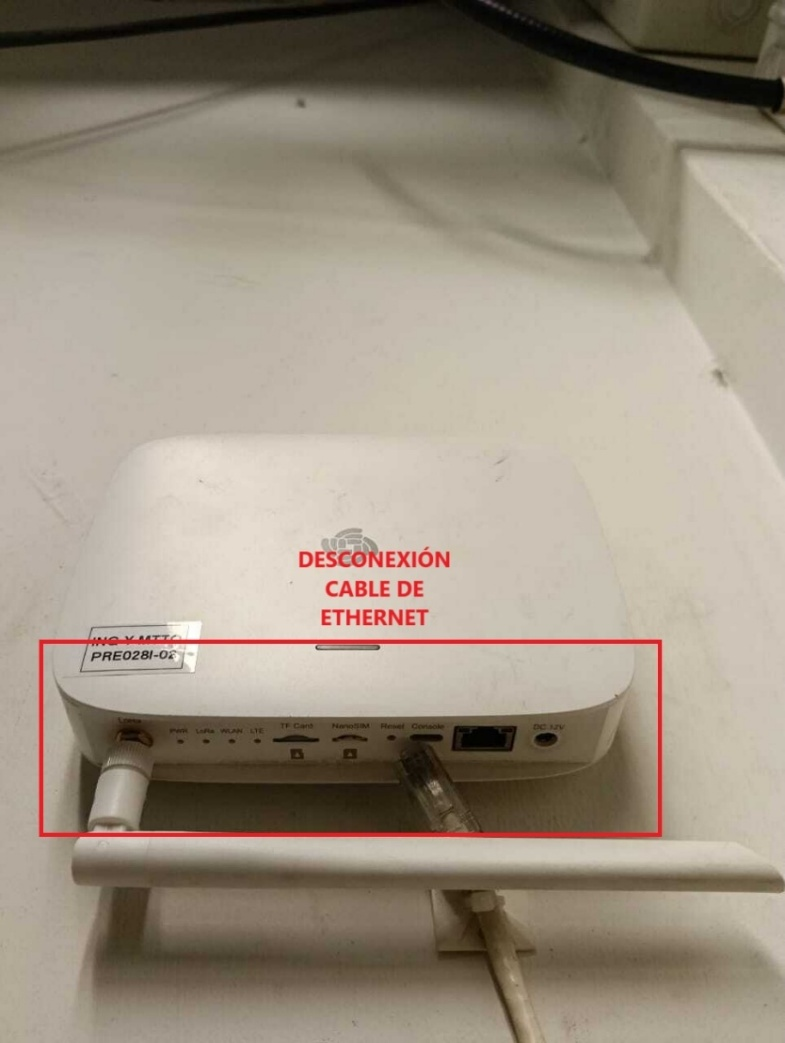 DESCONEXIÓN
CABLE DE
ETHERNET
ING Y MTTO
PRE028I-02
LoRa
PWR LoRa WLAN LTE TF Card NanoSIM Reset Console DC 12V